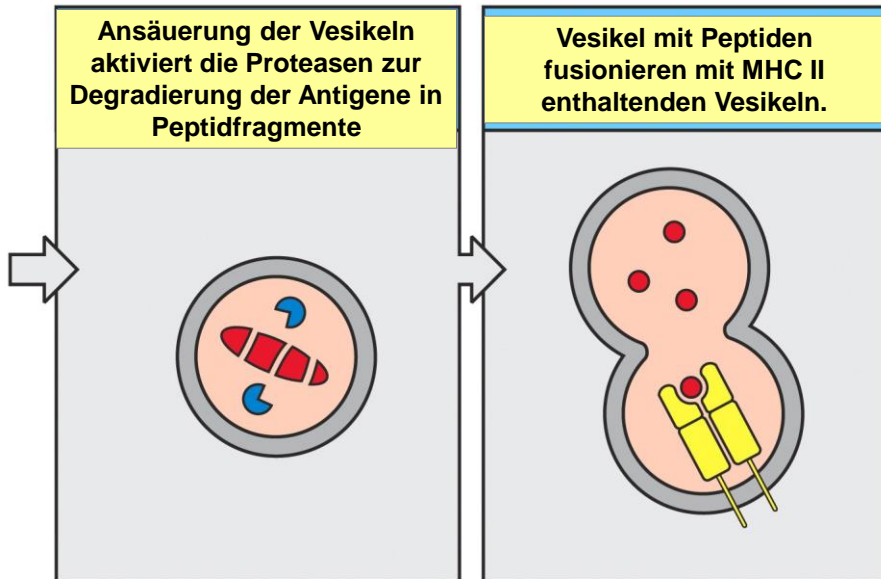 Ansäuerung der Vesikeln
aktiviert die Proteasen zur
Degradierung der Antigene in
Peptidfragmente
Vesikel mit Peptiden
fusionieren mit MHC II
enthaltenden Vesikeln.